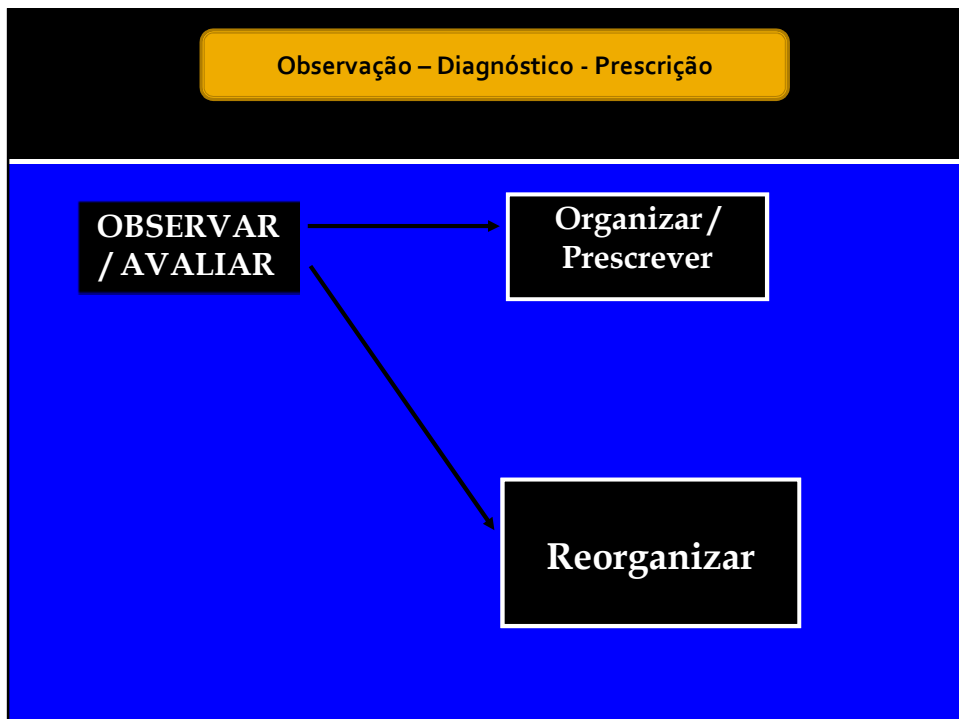 Observação – Diagnóstico - Prescrição
OBSERVAR
/ AVALIAR
Organizar /
Prescrever
Reorganizar